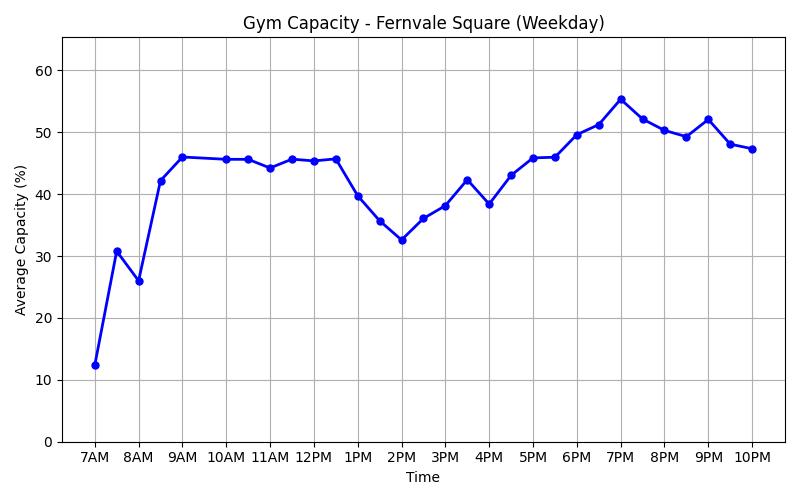 Gym Capacity - Fernvale Square (Weekday)
60
50
40
30
20
10
0
Average Capacity (%)
7AM 8AM 9AM 10AM 11AM 12PM 1PM 2PM 3PM 4PM 5PM 6PM 7PM 8PM 9PM 10PM
Time